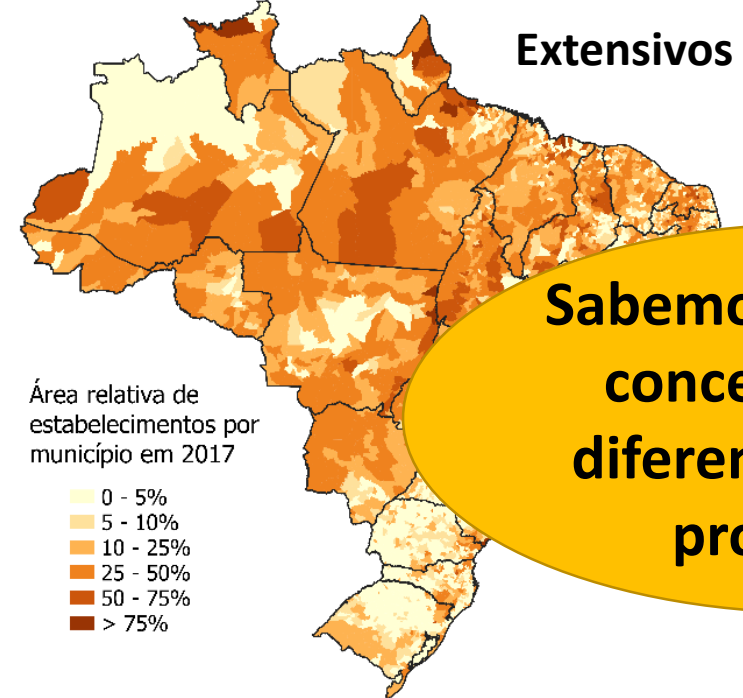 Extensivos
Sabemo
conce
diferen
pro
Área relativa de
estabelecimentos por
município em 2017
0 - 5%
5 - 10%
10 - 25%
25 - 50%
50 - 75%
> 75%